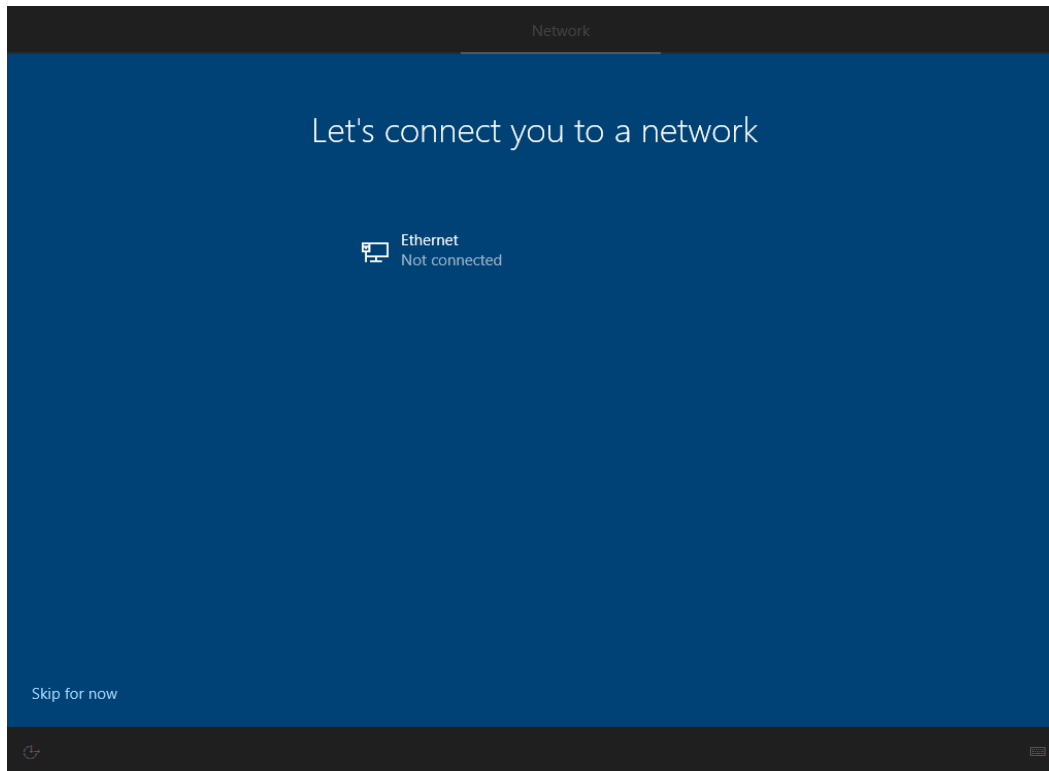 Network
Let's connect you to a network
Ethernet
Not connected
Skip for now